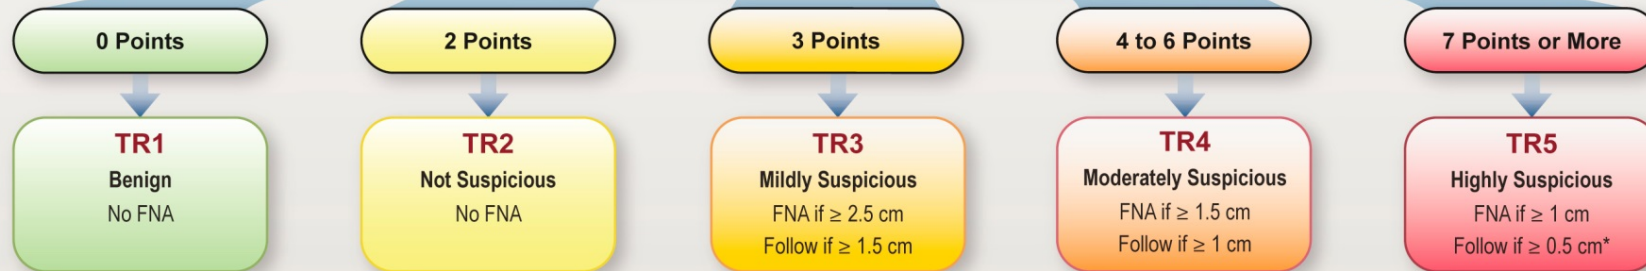 0 Points
2 Points
3 Points
4 to 6 Points
7 Points or More
TR1
Benign
No FNA
TR2
Not Suspicious
No FNA
TR3
Mildly Suspicious
FNA if ≥ 2.5 cm
Follow if ≥ 1.5 cm
TR4
Moderately Suspicious
FNA if ≥ 1.5 cm
Follow if ≥ 1 cm
TR5
Highly Suspicious
FNA if ≥ 1 cm
Follow if ≥ 0.5 cm*